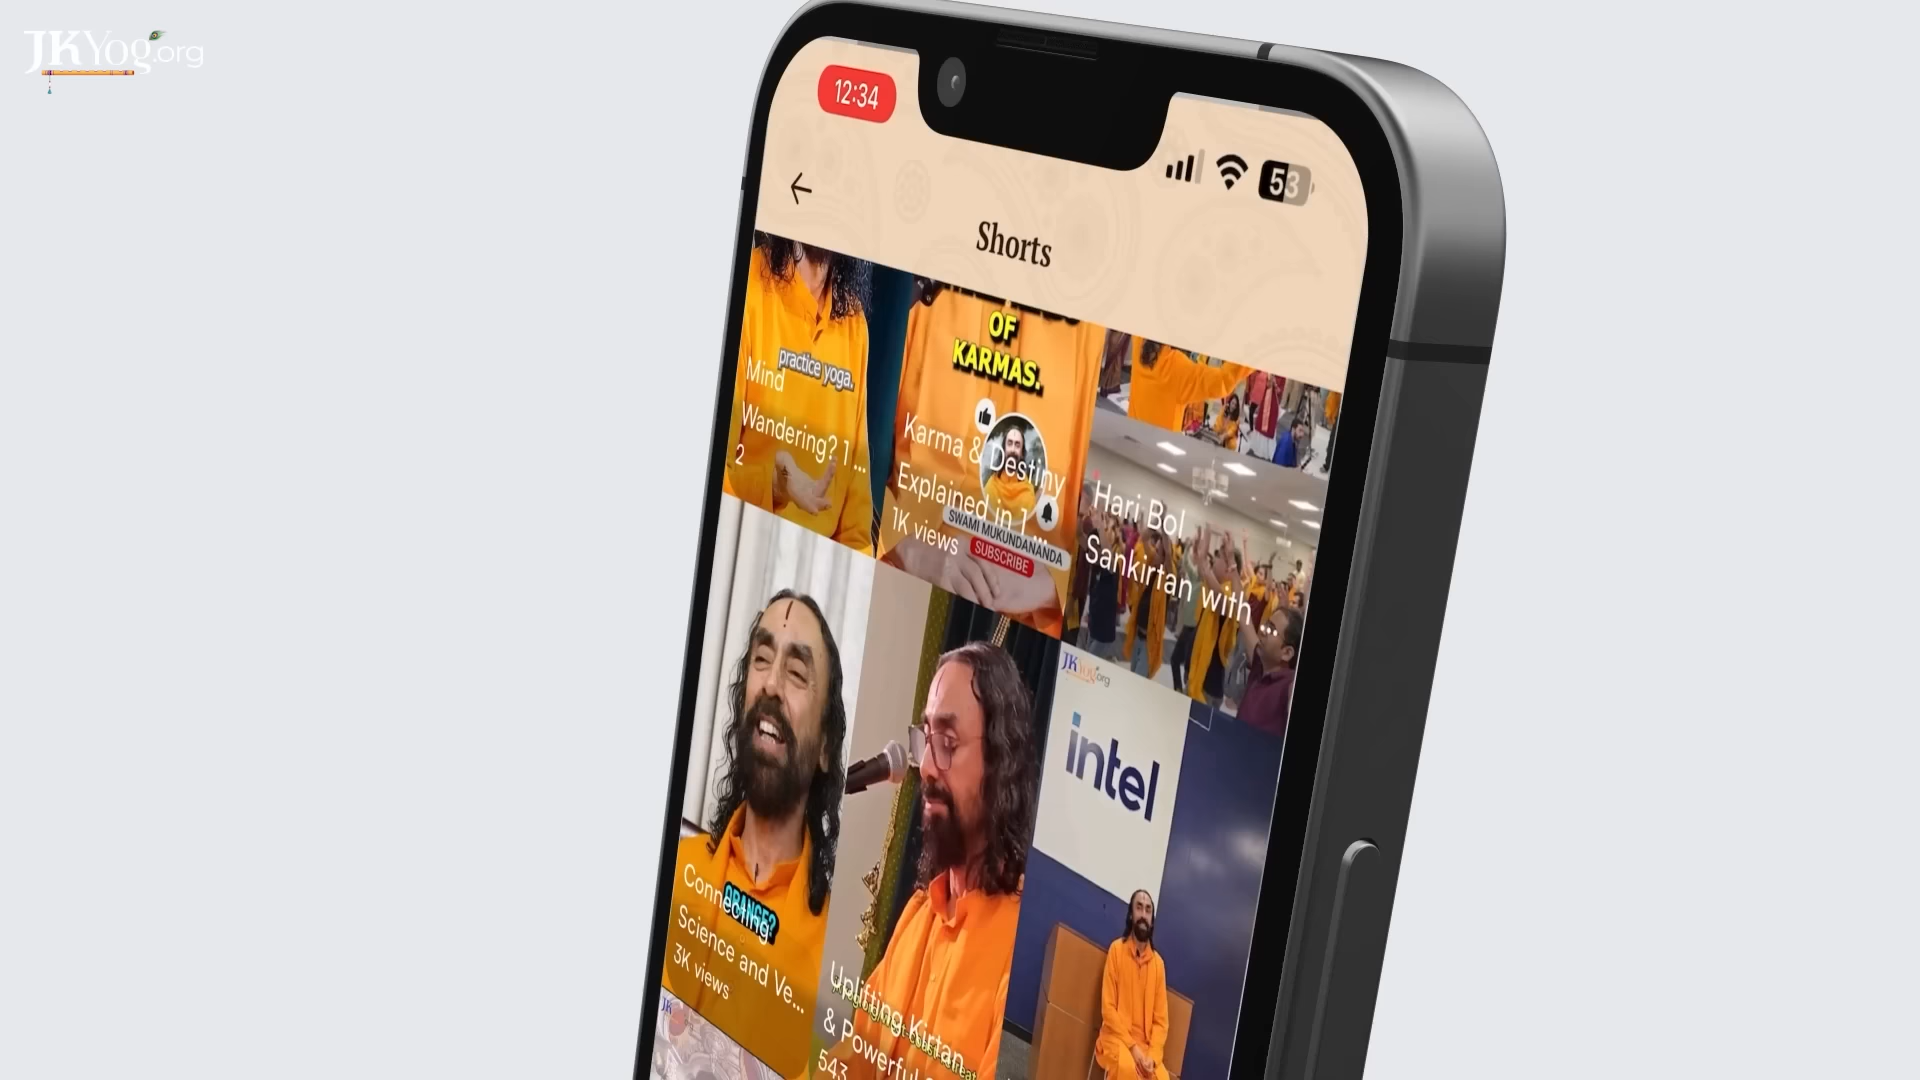 JKYog.org
12:34
53
Shorts
practice yoga.
Mind
Wandering? 1 ...
2
OF
KARMAS.
Karma & Destiny
Explained in 1 ...
1K views
SWAMI MUKUNDANANDA
SUBSCRIBE
Hari Bol
Sankirtan with ...
ORANGE?
Connecting
Science and Ve...
3K views
Uplifting Kirtan
& Powerful
543
JKYog.org
intel
JK